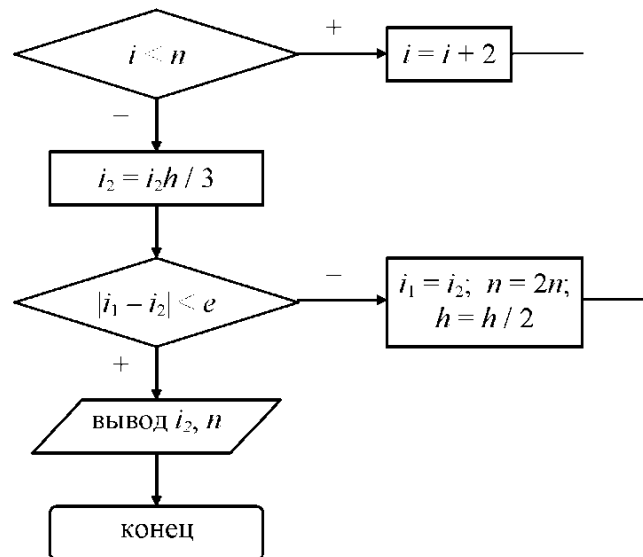 i < n
+
i = i + 2
–
i₂ = i₂h / 3
|i₁ – i₂| < e
–
i₁ = i₂; n = 2n;
h = h / 2
+
вывод i₂, n
конец